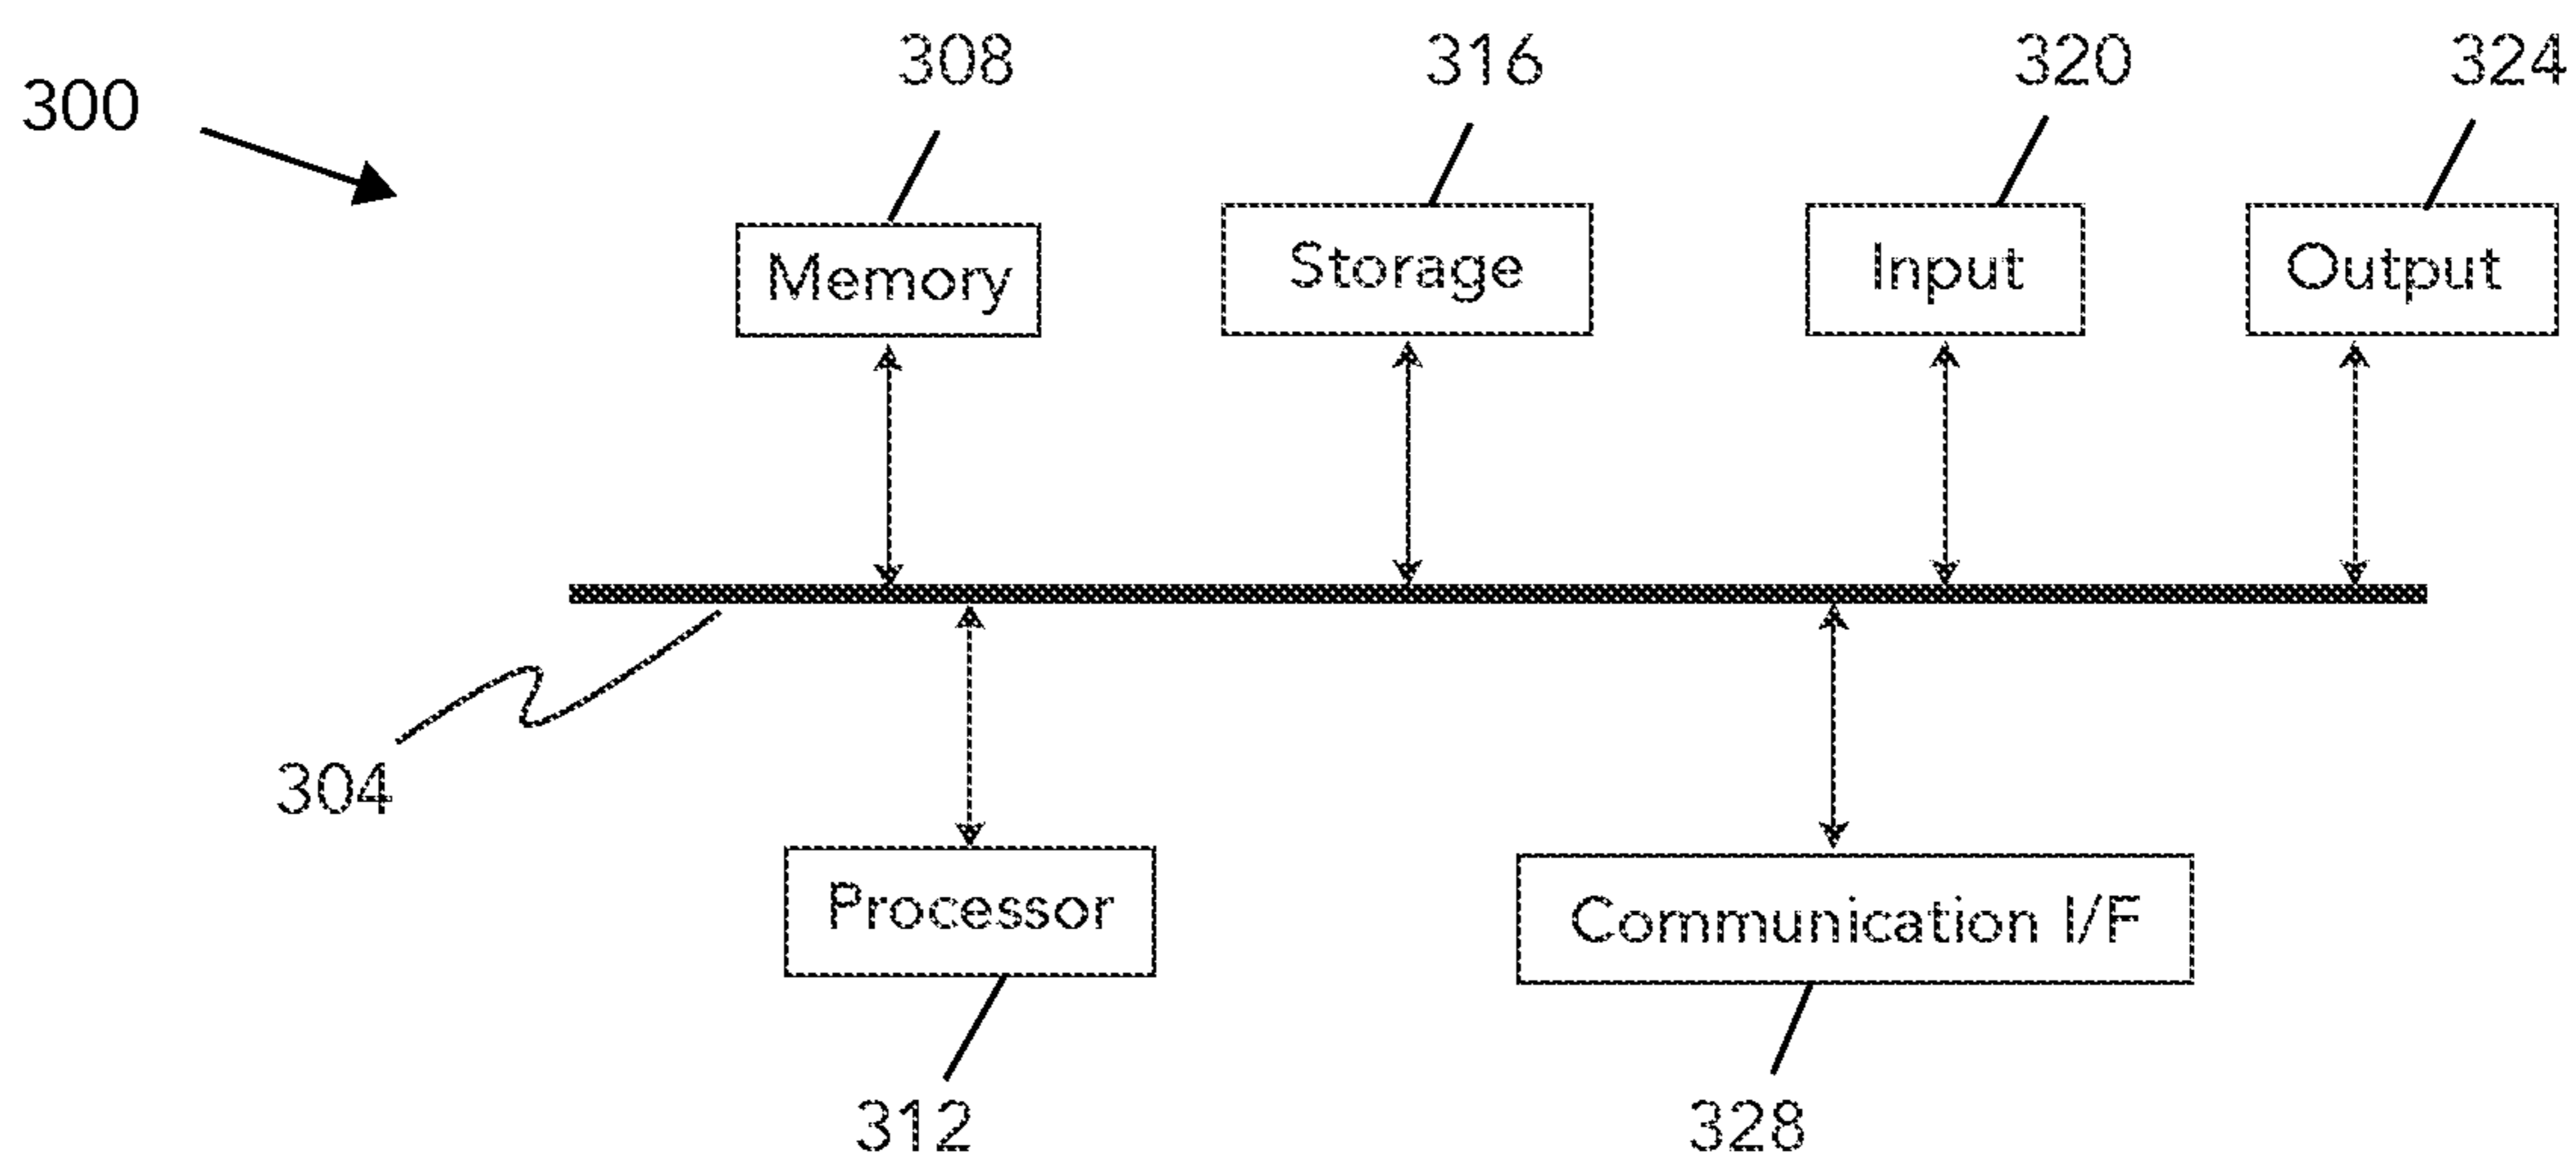 308
316
320
324
300
Memory
Storage
Input
Output
304
Processor
Communication I/F
312
328